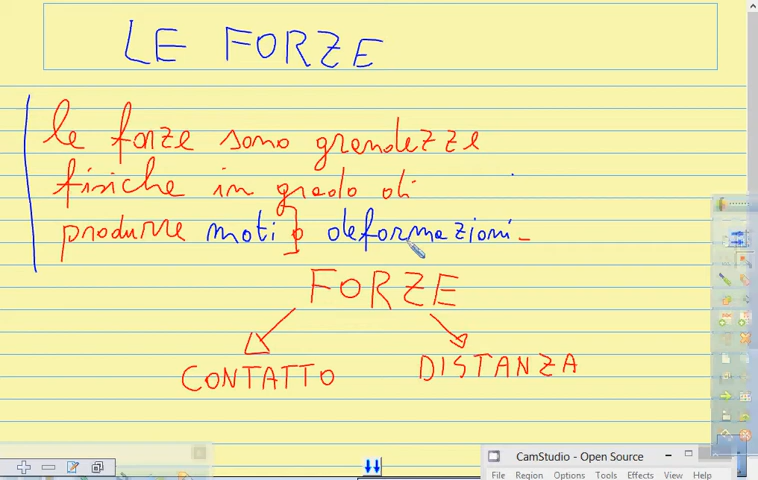 LE FORZE
le forze sono grandezze
fisiche in grado di
produrre moti o deformazioni-
FORZE
CONTATTO DISTANZA
CamStudio - Open Source
File Region Options Tools Effects View Help